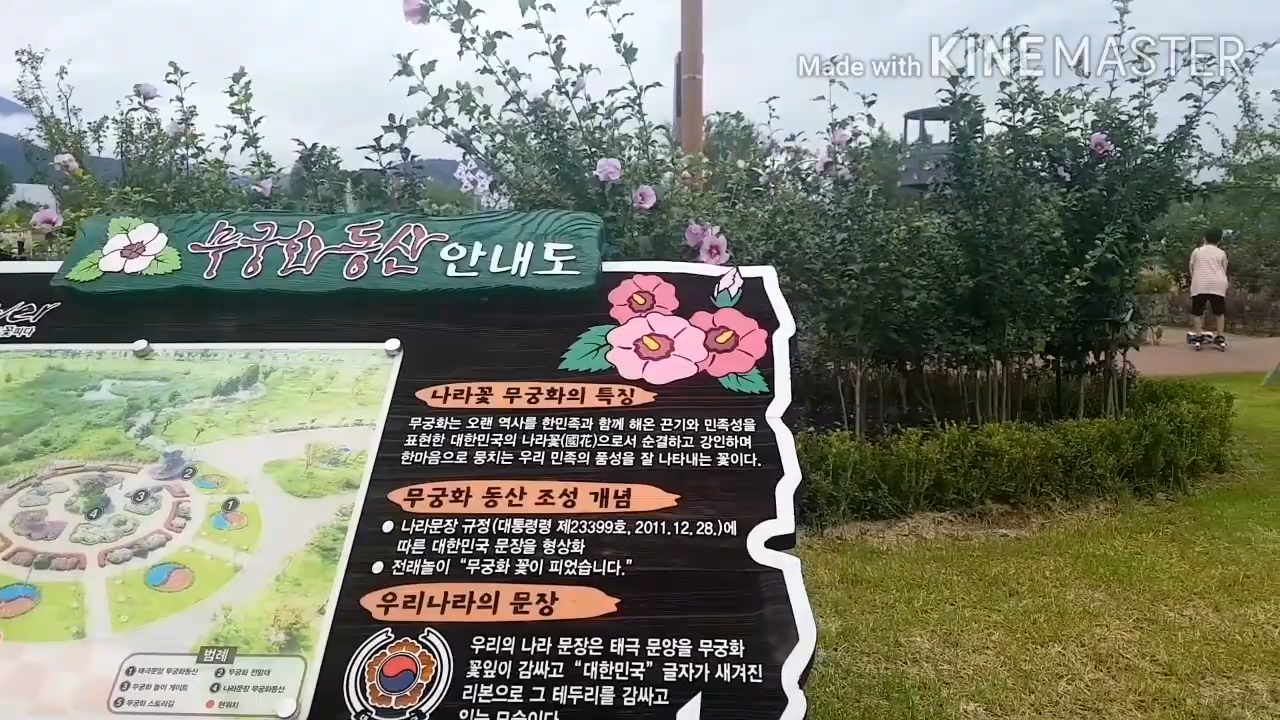 Made with KINEMASTER
무궁화동산 안내도
꽃피다
나라꽃 무궁화의 특징
무궁화는 오랜 역사를 한민족과 함께 해온 끈기와 민족성을
표현한 대한민국의 나라꽃(國花)으로서 순결하고 강인하며
한마음으로 뭉치는 우리 민족의 품성을 잘 나타내는 꽃이다.
무궁화 동산 조성 개념
● 나라문장 규정(대통령령 제23399호, 2011.12.28.)에
따른 대한민국 문장을 형상화
● 전래놀이 "무궁화 꽃이 피었습니다."
우리나라의 문장
우리의 나라 문장은 태극 문양을 무궁화
꽃잎이 감싸고 "대한민국" 글자가 새겨진
리본으로 그 테두리를 감싸고
있는 모습이다.
2
3
1
4
범례
1 태극문양 무궁화동산 2 무궁화 전망대
3 무궁화 놀이 게이트 4 나라문장 무궁화동산
5 무궁화 스토리길 현위치